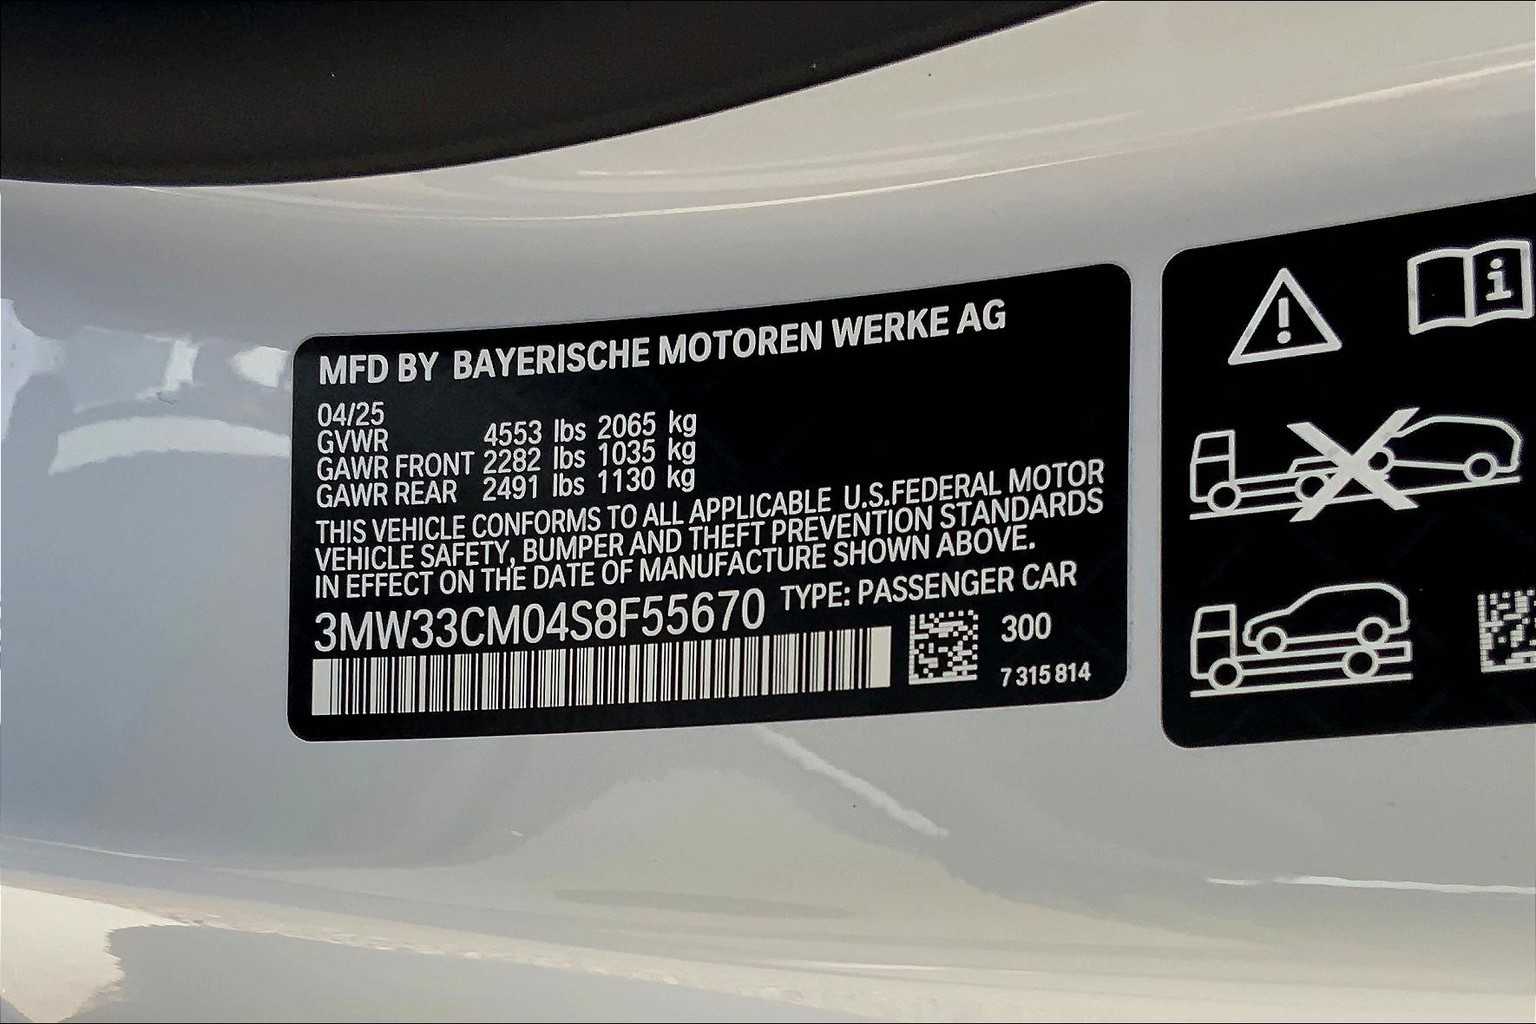 MFD BY BAYERISCHE MOTOREN WERKE AG
04/25
GVWR 4553 lbs 2065 kg
GAWR FRONT 2282 lbs 1035 kg
GAWR REAR 2491 lbs 1130 kg
THIS VEHICLE CONFORMS TO ALL APPLICABLE U.S.FEDERAL MOTOR
VEHICLE SAFETY, BUMPER AND THEFT PREVENTION STANDARDS
IN EFFECT ON THE DATE OF MANUFACTURE SHOWN ABOVE.
3MW33CM04S8F55670 TYPE: PASSENGER CAR
300
7 315 814